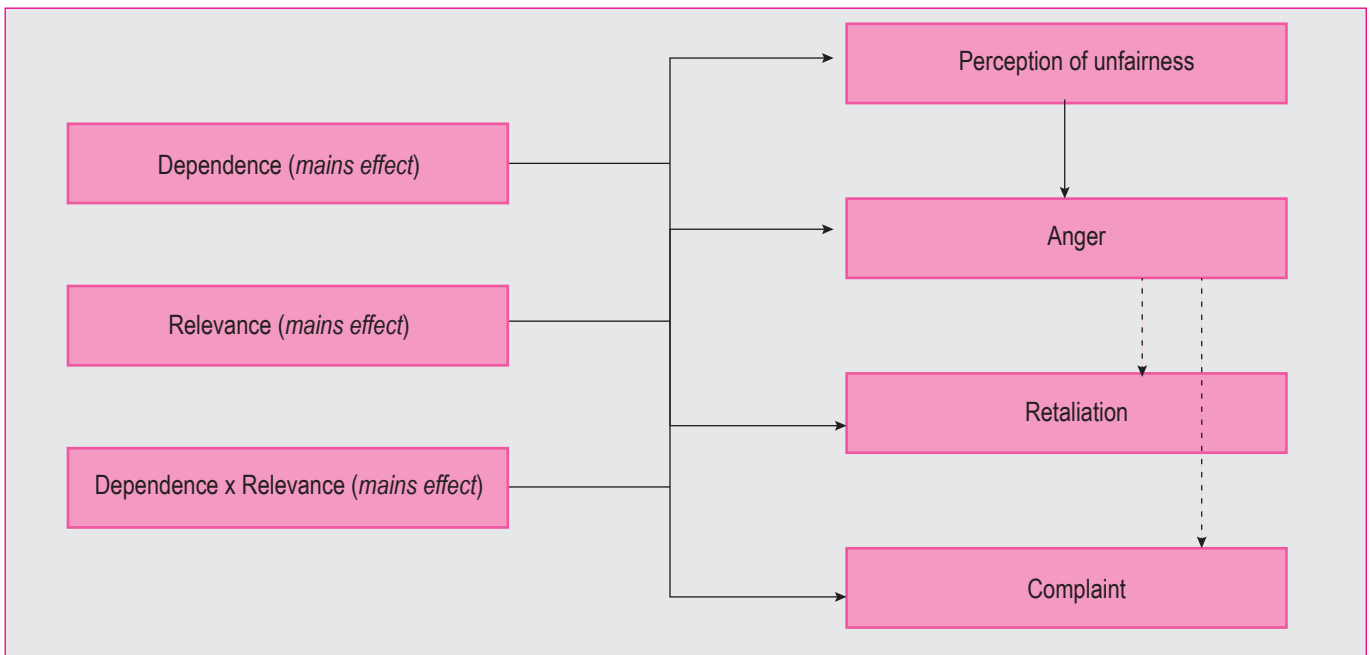 Perception of unfairness
Dependence (mains effect)
Anger
Relevance (mains effect)
Retaliation
Dependence x Relevance (mains effect)
Complaint